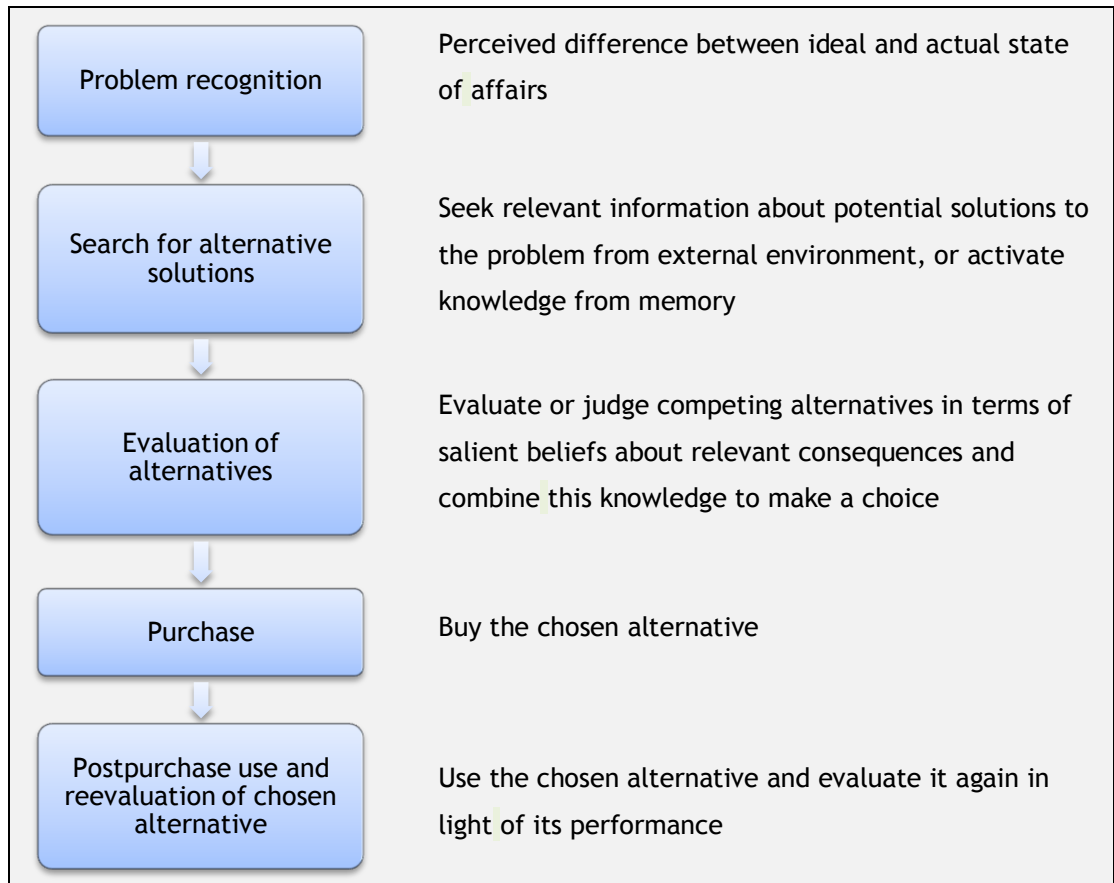 Problem recognition
Perceived difference between ideal and actual state
of affairs
Search for alternative
solutions
Seek relevant information about potential solutions to
the problem from external environment, or activate
knowledge from memory
Evaluation of
alternatives
Evaluate or judge competing alternatives in terms of
salient beliefs about relevant consequences and
combine this knowledge to make a choice
Purchase
Buy the chosen alternative
Postpurchase use and
reevaluation of chosen
alternative
Use the chosen alternative and evaluate it again in
light of its performance